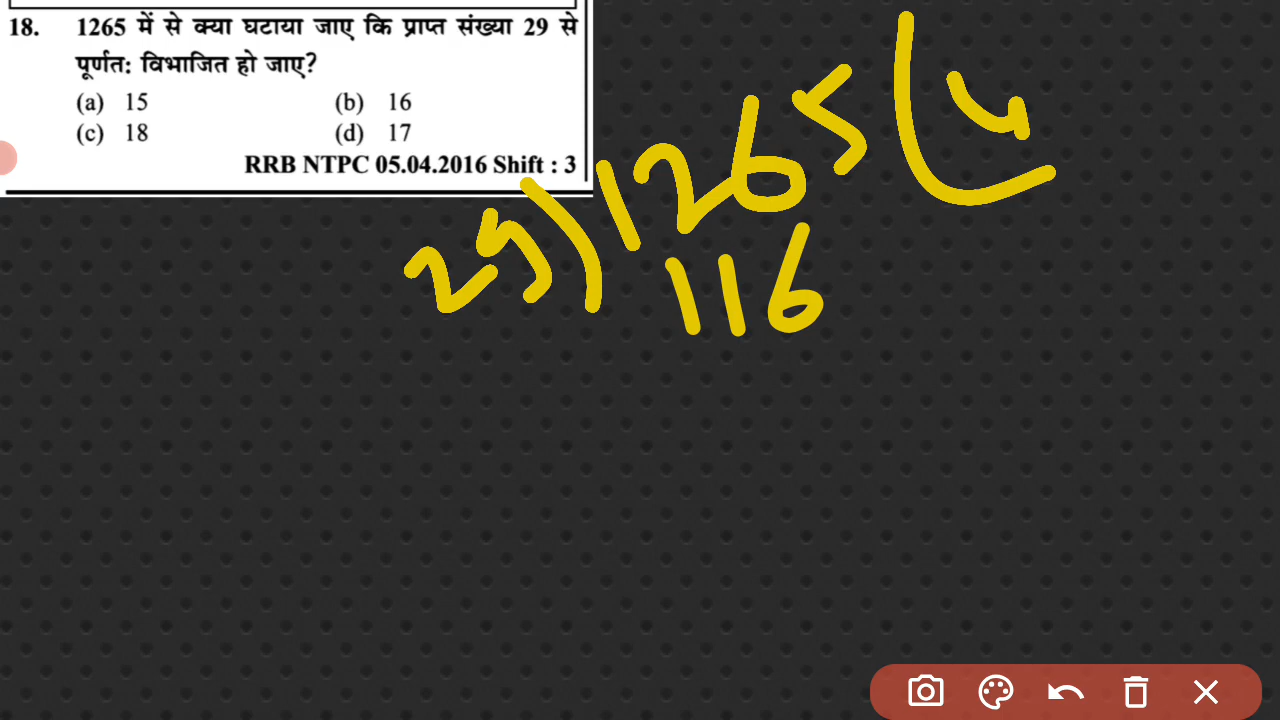 18. 1265 में से क्या घटाया जाए कि प्राप्त संख्या 29 से
पूर्णत: विभाजित हो जाए?
(a) 15 (b) 16
(c) 18 (d) 17
RRB NTPC 05.04.2016 Shift : 3
29)1265(4
116